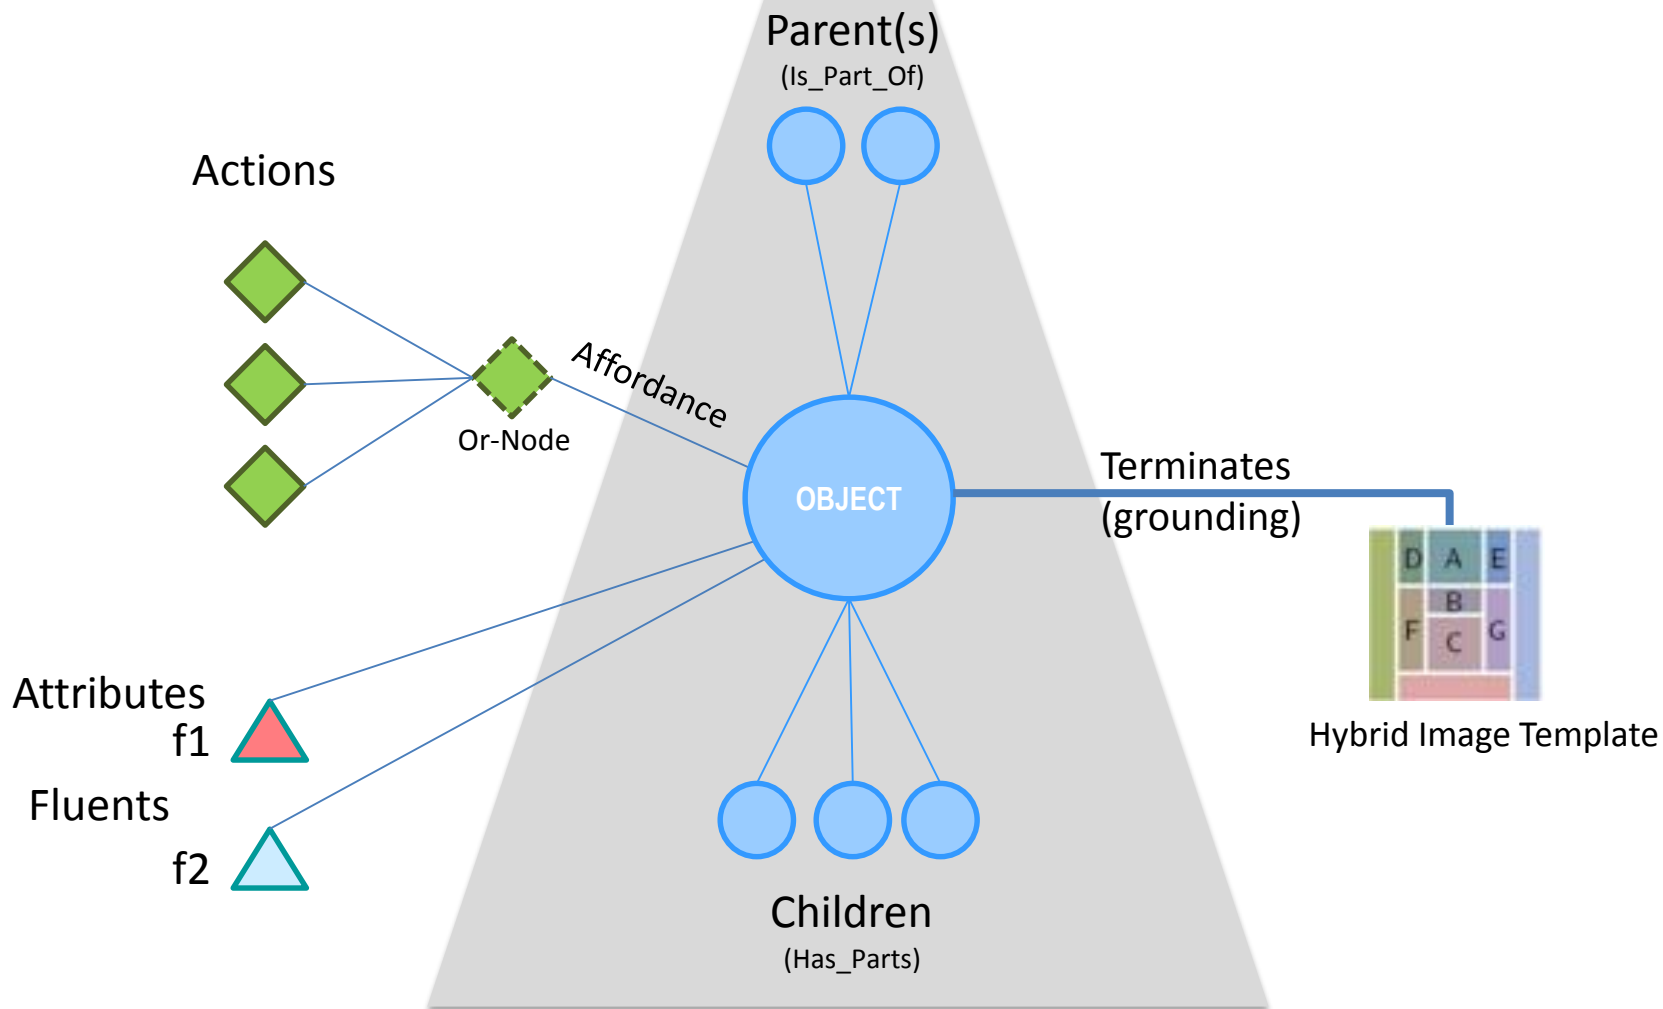 Parent(s)
(Is_Part_Of)
Actions
Affordance
Or-Node
OBJECT
Terminates
(grounding)
D A E
B
F C G
Hybrid Image Template
Attributes
f1
Fluents
f2
Children
(Has_Parts)